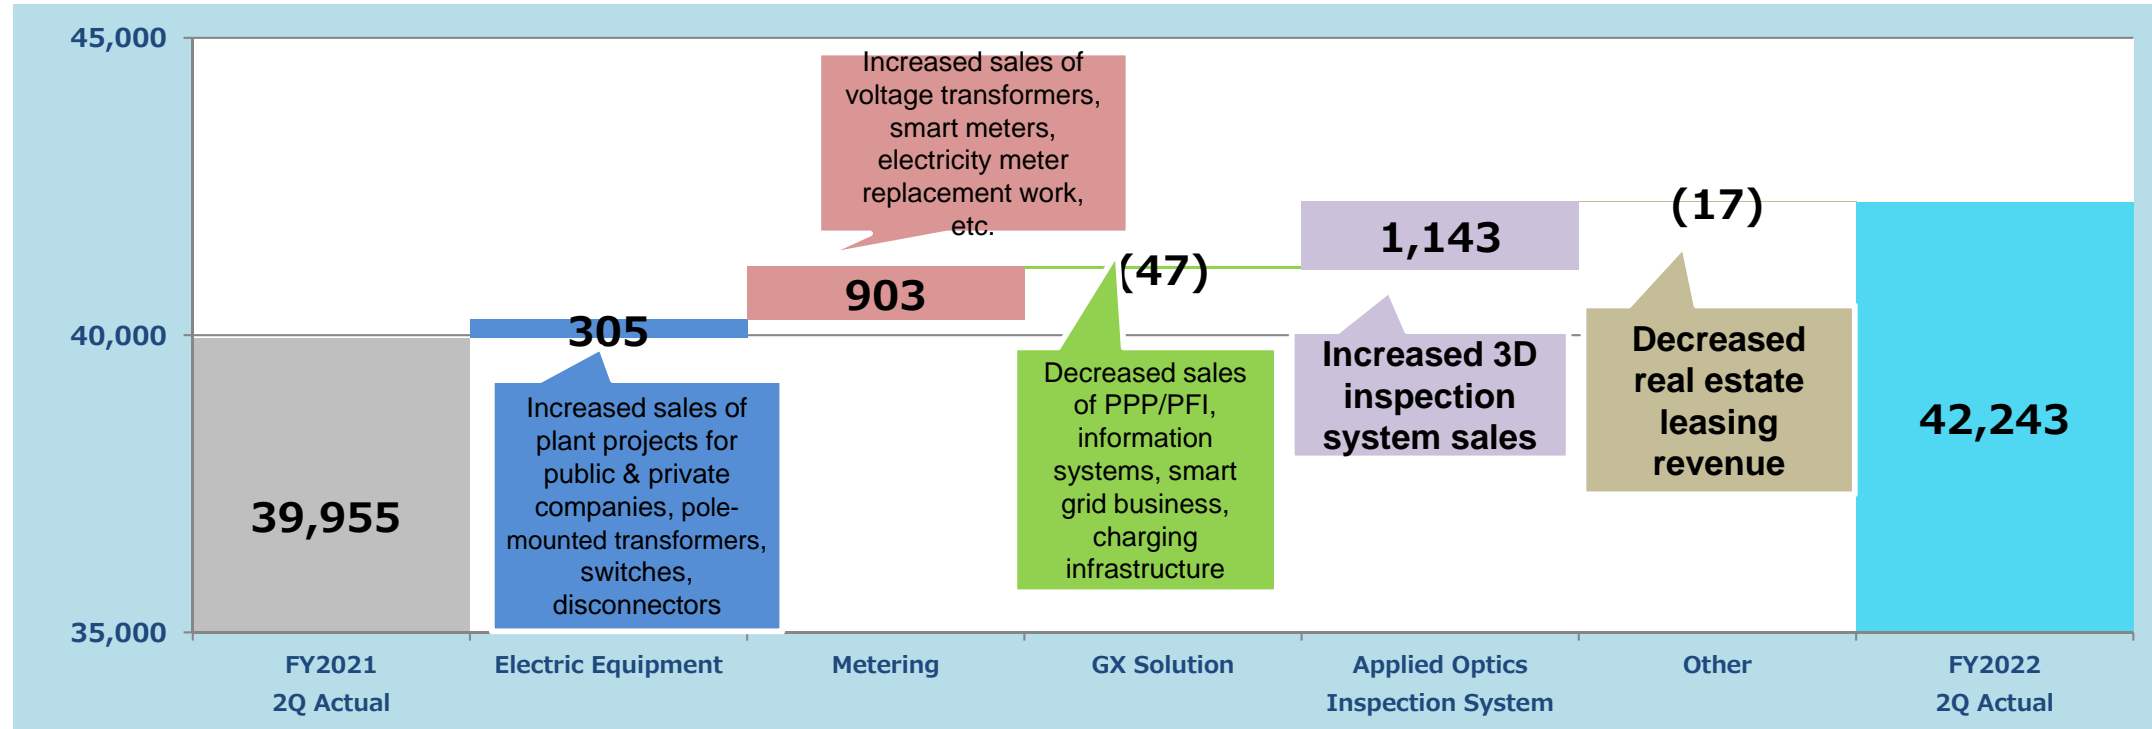 45,000
40,000
35,000
39,955
305
Increased sales of
plant projects for
public & private
companies, pole-
mounted transformers,
switches,
disconnectors
Increased sales of
voltage transformers,
smart meters,
electricity meter
replacement work,
etc.
903
(47)
Decreased sales
of PPP/PFI,
information
systems, smart
grid business,
charging
infrastructure
1,143
Increased 3D
inspection
system sales
(17)
Decreased
real estate
leasing
revenue
42,243
FY2021
2Q Actual
Electric Equipment
Metering
GX Solution
Applied Optics
Inspection System
Other
FY2022
2Q Actual